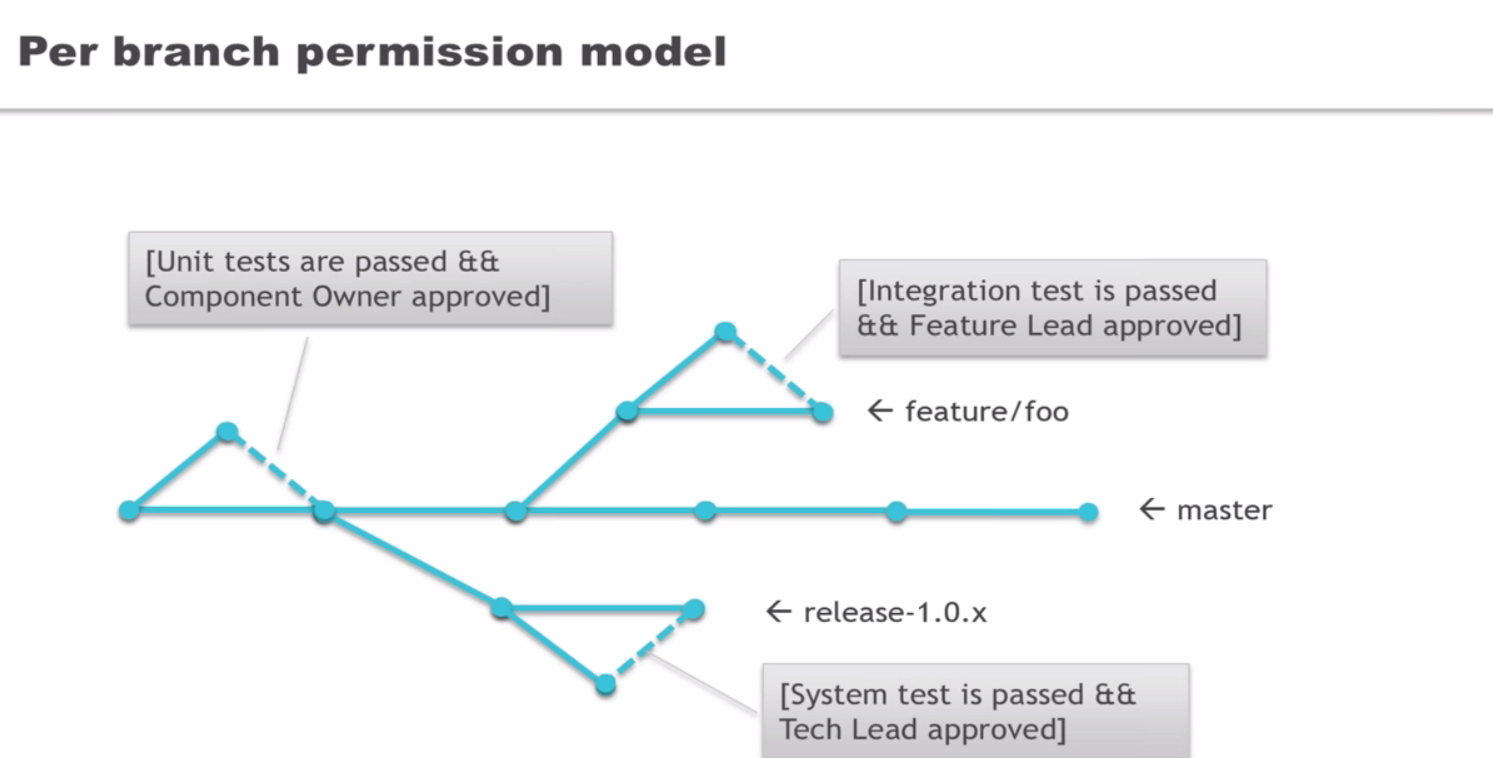 Per branch permission model
[Unit tests are passed &&
Component Owner approved]
[Integration test is passed
&& Feature Lead approved]
← feature/foo
← master
← release-1.0.x
[System test is passed &&
Tech Lead approved]